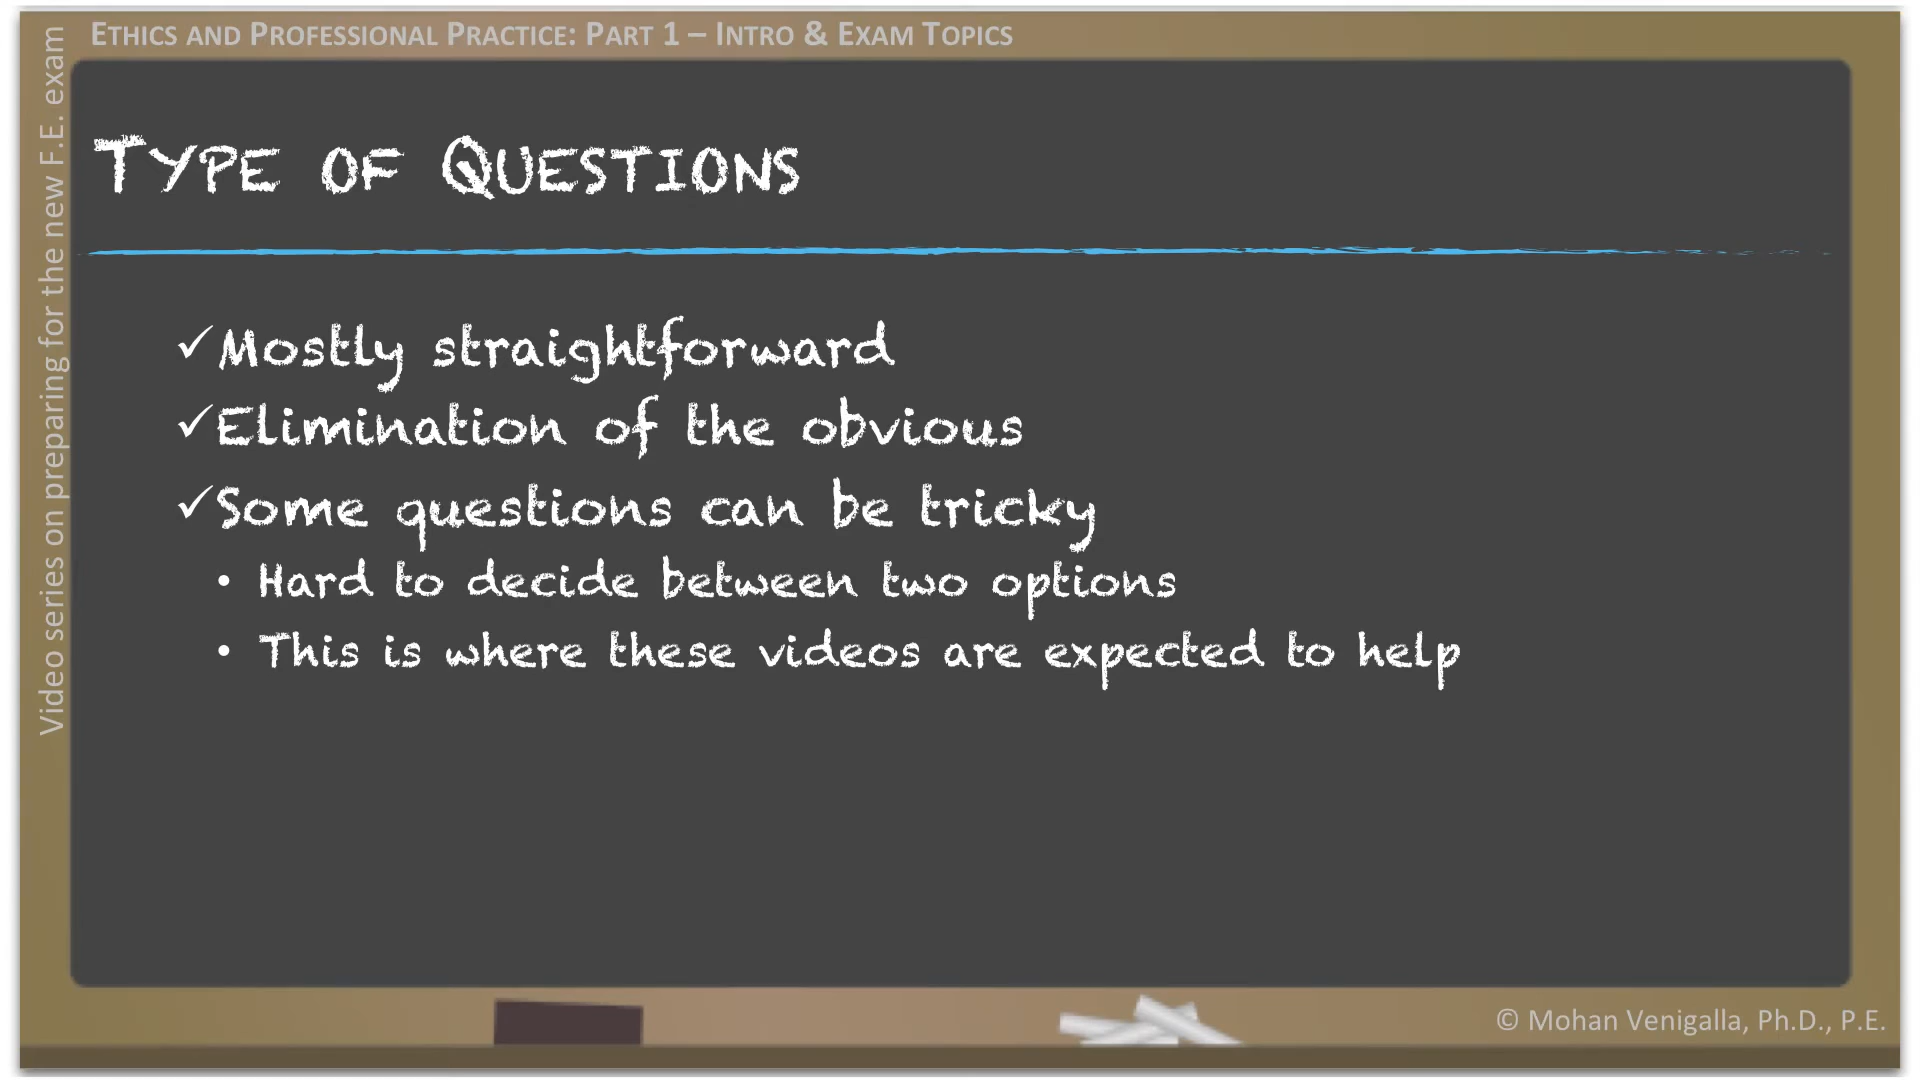 Ethics and Professional Practice: Part 1 – Intro & Exam Topics
Video series on preparing for the new F.E. exam
Type of Questions
✓Mostly straightforward
✓Elimination of the obvious
✓Some questions can be tricky
• Hard to decide between two options
• This is where these videos are expected to help
© Mohan Venigalla, Ph.D., P.E.